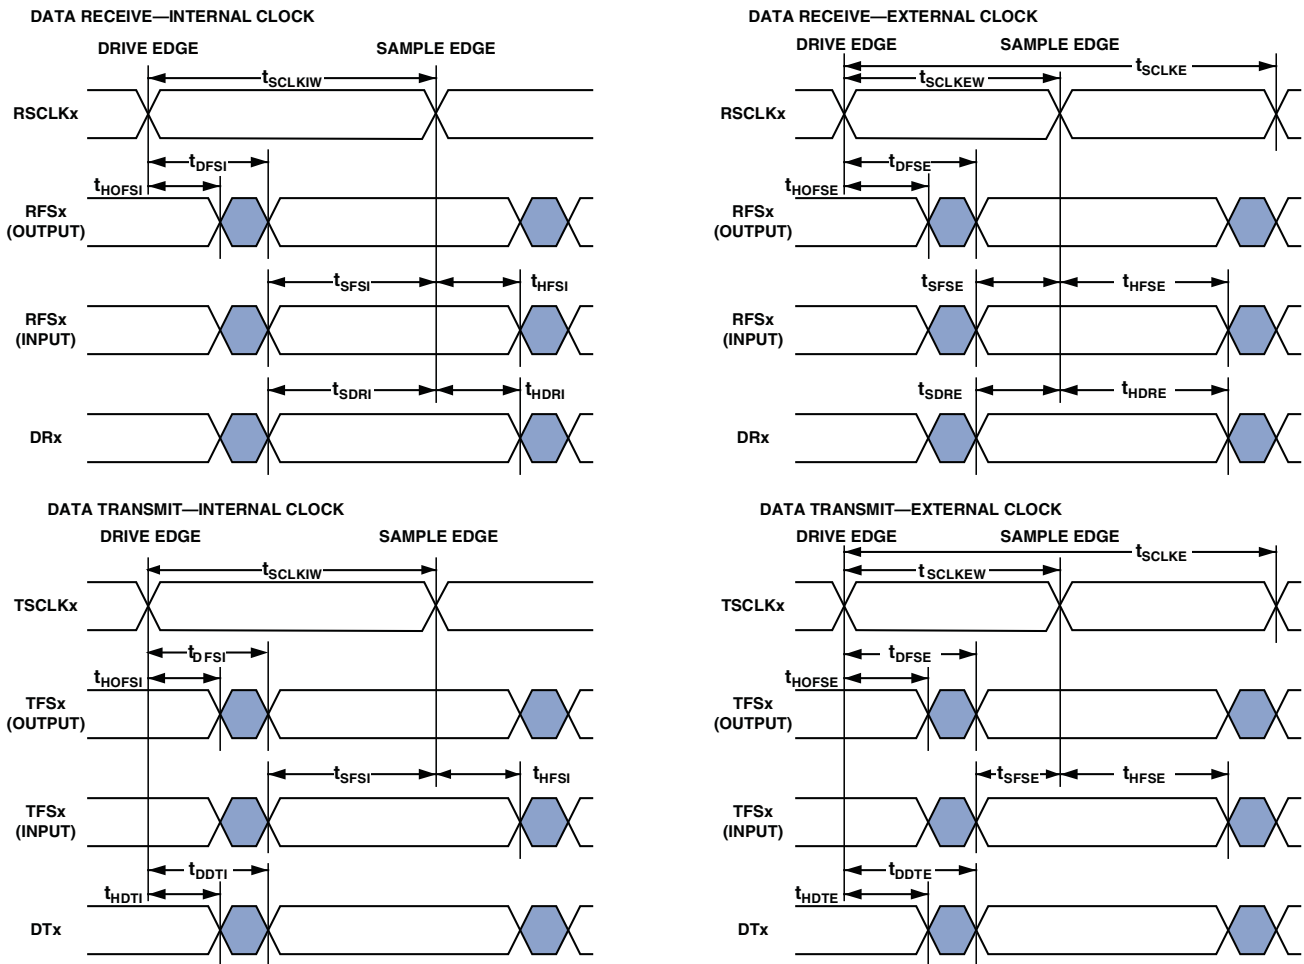 DATA RECEIVE—INTERNAL CLOCK
DRIVE EDGE
SAMPLE EDGE
tSCLKIW
RSCLKx
tDFSI
tHOFSI
RFSx
(OUTPUT)
tSFSI
tHFSI
RFSx
(INPUT)
tSDRI
tHDRI
DRx
DATA RECEIVE—EXTERNAL CLOCK
DRIVE EDGE
SAMPLE EDGE
tSCLKE
tSCLKEW
RSCLKx
tDFSE
tHOFSE
RFSx
(OUTPUT)
tSFSE
tHFSE
RFSx
(INPUT)
tSDRE
tHDRE
DRx
DATA TRANSMIT—INTERNAL CLOCK
DRIVE EDGE
SAMPLE EDGE
tSCLKIW
TSCLKx
tDFSI
tHOFSI
TFSx
(OUTPUT)
tSFSI
tHFSI
TFSx
(INPUT)
tDDTI
tHDTI
DTx
DATA TRANSMIT—EXTERNAL CLOCK
DRIVE EDGE
SAMPLE EDGE
tSCLKE
tSCLKEW
TSCLKx
tDFSE
tHOFSE
TFSx
(OUTPUT)
tSFSE
tHFSE
TFSx
(INPUT)
tDDTE
tHDTE
DTx